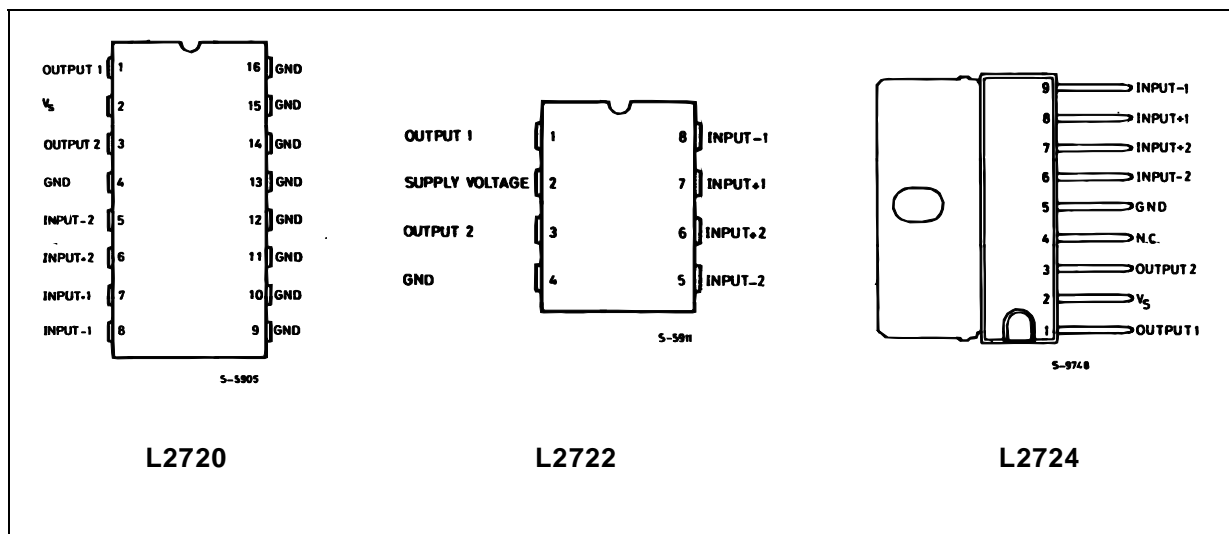 OUTPUT 1 1 16 GND
VS 2 15 GND
OUTPUT 2 3 14 GND
GND 4 13 GND
INPUT-2 5 12 GND
INPUT+2 6 11 GND
INPUT+1 7 10 GND
INPUT-1 8 9 GND
S-5905
L2720
OUTPUT 1 1 8 INPUT-1
SUPPLY VOLTAGE 2 7 INPUT+1
OUTPUT 2 3 6 INPUT+2
GND 4 5 INPUT-2
S-5911
L2722
9 INPUT-1
8 INPUT+1
7 INPUT+2
6 INPUT-2
5 GND
4 N.C.
3 OUTPUT 2
2 VS
1 OUTPUT 1
S-9748
L2724